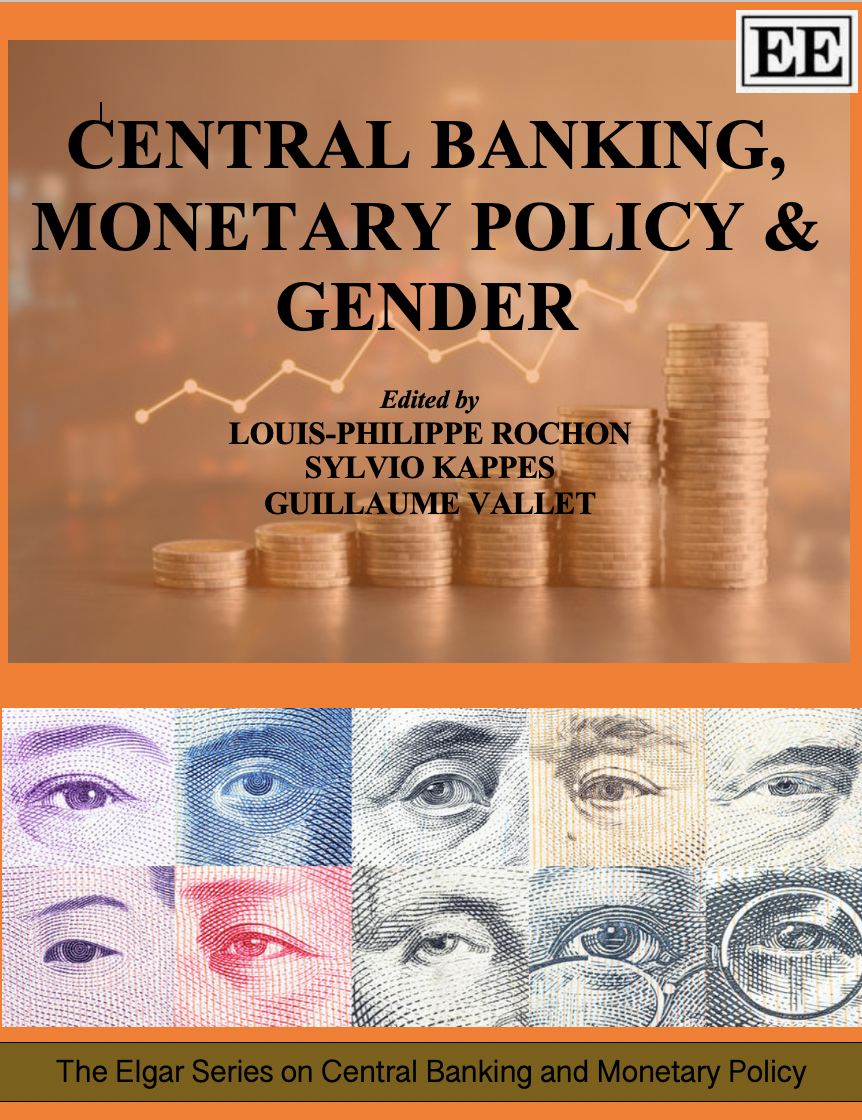 EE
CENTRAL BANKING,
MONETARY POLICY &
GENDER
Edited by
LOUIS-PHILIPPE ROCHON
SYLVIO KAPPES
GUILLAUME VALLET
The Elgar Series on Central Banking and Monetary Policy